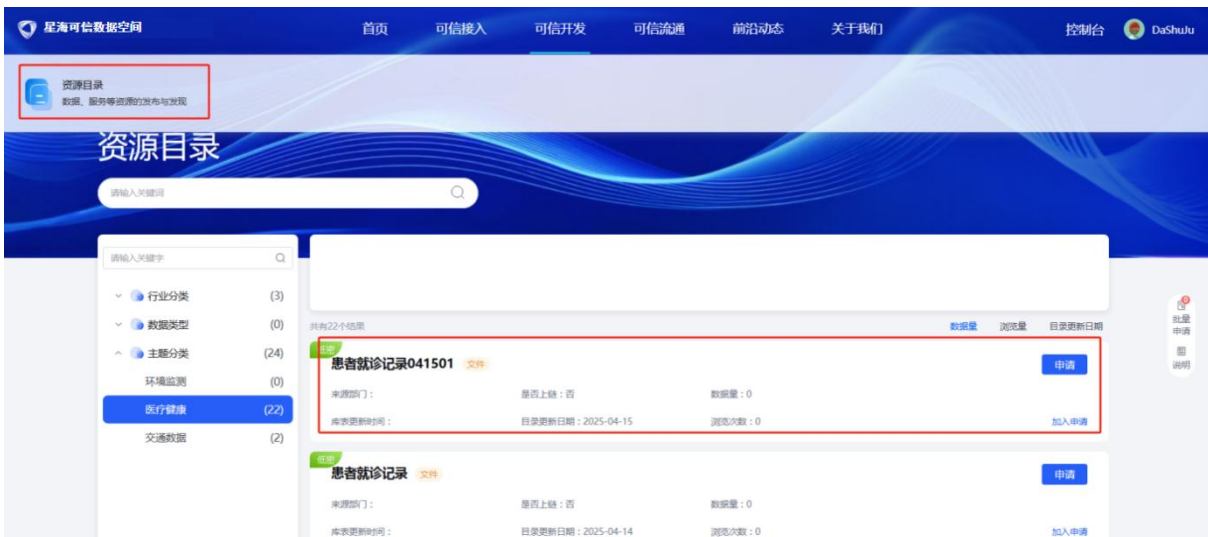 星海可信数据空间
首页 可信接入 可信开发 可信流通 前沿动态 关于我们
控制台 DaShuJu
资源目录
数据、服务等资源的发布与发现
资源目录
请输入关键词
请输入关键字
行业分类 (3)
数据类型 (0)
主题分类 (24)
环境监测 (0)
医疗健康 (22)
交通数据 (2)
共有22个结果
数据量 浏览量 目录更新日期
低密
患者就诊记录041501 文件
申请
来源部门： 是否上链：否 数据量：0
库表更新时间： 目录更新日期：2025-04-15 浏览次数：0
加入申请
低密
患者就诊记录 文件
申请
来源部门： 是否上链：否 数据量：0
库表更新时间： 目录更新日期：2025-04-14 浏览次数：0
加入申请
0
批量
申请
说明